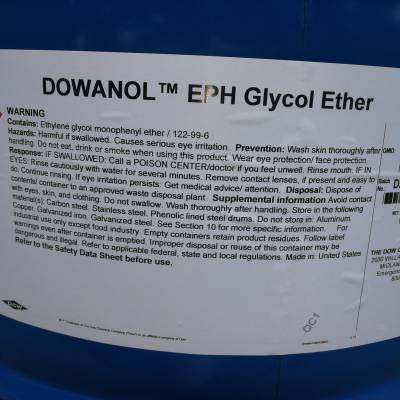 DOWANOL™ EPH Glycol Ether
WARNING
Contains: Ethylene glycol monophenyl ether / 122-99-6
Hazards: Harmful if swallowed. Causes serious eye irritation. Prevention: Wash skin thoroughly after
handling. Do not eat, drink or smoke when using this product. Wear eye protection/ face protection.
Response: IF SWALLOWED: Call a POISON CENTER/doctor if you feel unwell. Rinse mouth. IF IN
EYES: Rinse cautiously with water for several minutes. Remove contact lenses, if present and easy to
do. Continue rinsing. If eye irritation persists: Get medical advice/ attention. Disposal: Dispose of
contents/ container to an approved waste disposal plant. Supplemental information Avoid contact
with eyes, skin, and clothing. Do not swallow. Wash thoroughly after handling. Store in the following
material(s): Carbon steel. Stainless steel. Phenolic lined steel drums. Do not store in: Aluminum.
Copper. Galvanized iron. Galvanized steel. See Section 10 for more specific information. For
industrial use only except food industry Empty containers retain product residues. Follow label
warnings even after container is emptied. Improper disposal or reuse of this container may be
dangerous and illegal. Refer to applicable federal, state and local regulations. Made in: United States
Refer to the Safety Data Sheet before use.
Dow
QC1
GMID:
Batch
THE DOW
MIDLAN
Emergenc